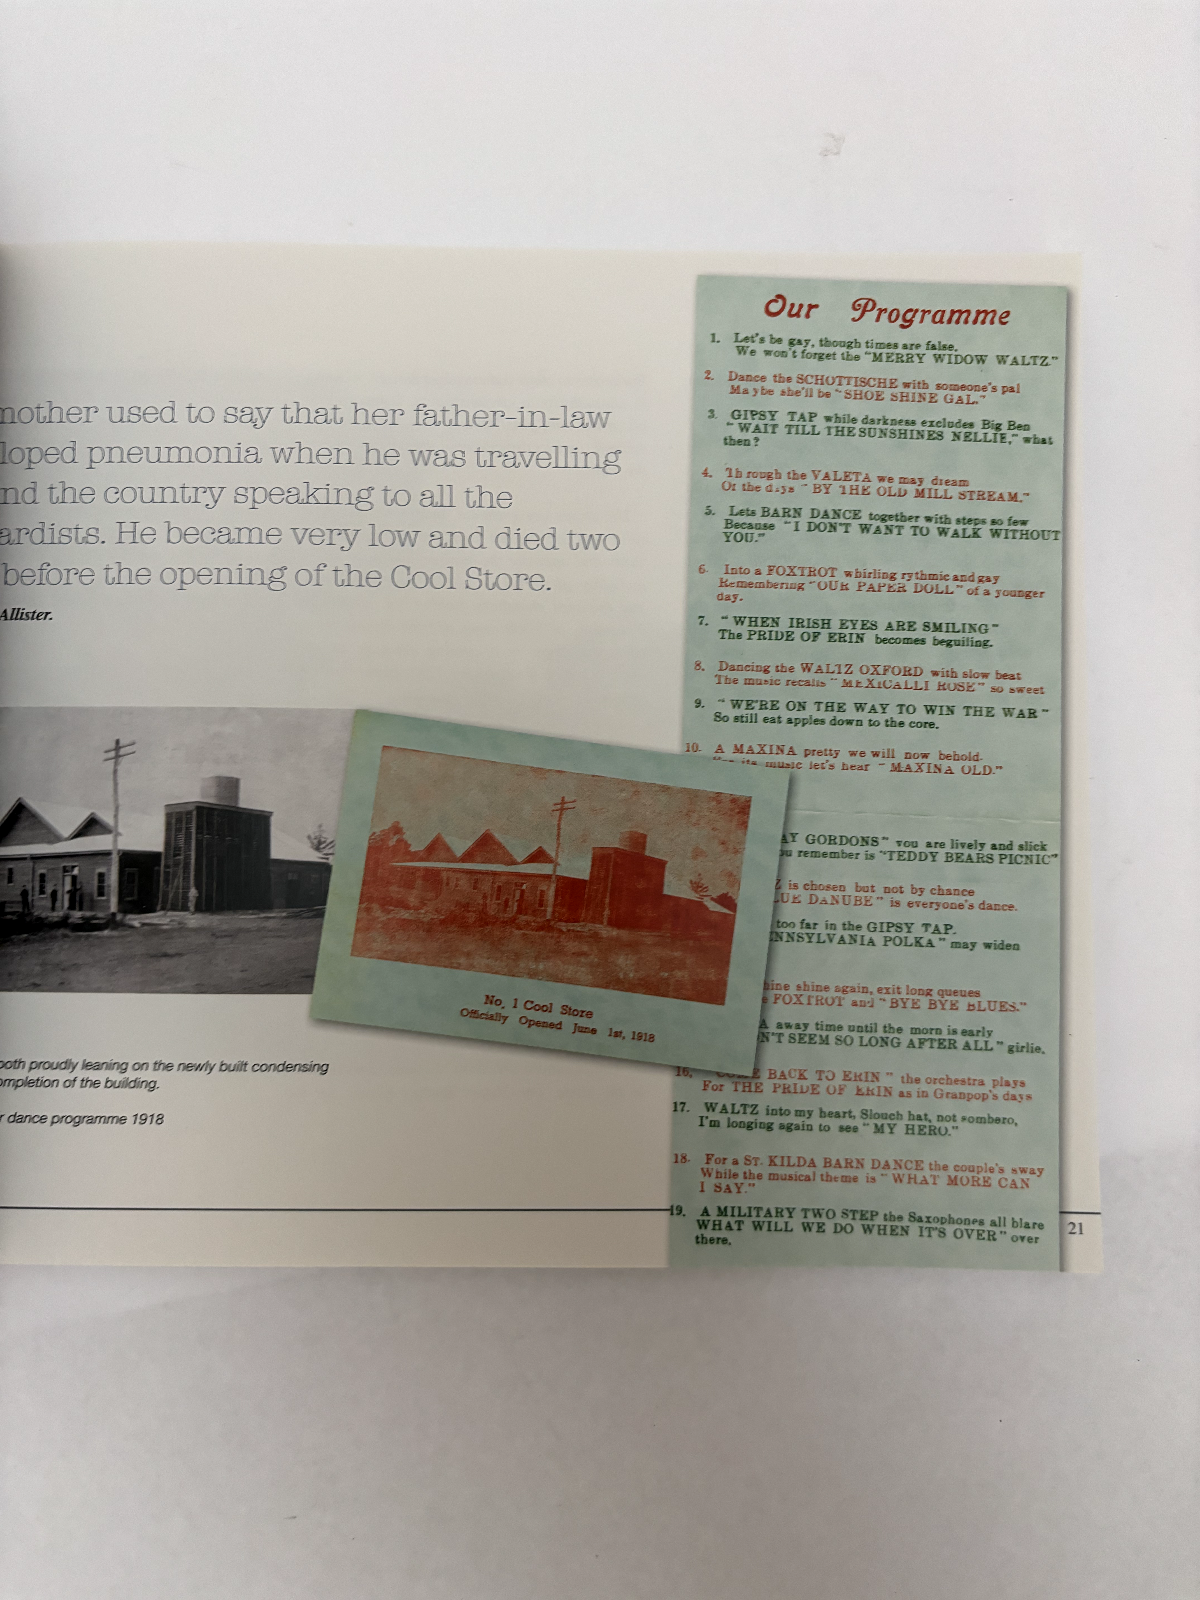 mother used to say that her father-in-law
loped pneumonia when he was travelling
nd the country speaking to all the
ardists. He became very low and died two
before the opening of the Cool Store.
Allister.
ooth proudly leaning on the newly built condensing
ompletion of the building.
r dance programme 1918
No. 1 Cool Store
Officially Opened June 1st, 1918
Our Programme
1. Let's be gay, though times are false.
We won't forget the "MERRY WIDOW WALTZ."
2. Dance the SCHOTTISCHE with someone's pal
Maybe she'll be "SHOE SHINE GAL."
3. GIPSY TAP while darkness excludes Big Ben
"WAIT TILL THE SUNSHINES NELLIE," what
then?
4. Through the VALETA we may dream
Of the days "BY THE OLD MILL STREAM."
5. Lets BARN DANCE together with steps so few
Because "I DON'T WANT TO WALK WITHOUT
YOU."
6. Into a FOXTROT whirling rythmic and gay
Remembering "OUR PAPER DOLL" of a younger
day.
7. "WHEN IRISH EYES ARE SMILING"
The PRIDE OF ERIN becomes beguiling.
8. Dancing the WALTZ OXFORD with slow beat
The music recalls "MEXICALLI ROSE" so sweet
9. "WE'RE ON THE WAY TO WIN THE WAR"
So still eat apples down to the core.
10. A MAXINA pretty we will now behold.
its music let's hear "MAXINA OLD."
AY GORDONS" you are lively and slick
ou remember is "TEDDY BEARS PICNIC"
Z is chosen but not by chance
LUE DANUBE" is everyone's dance.
too far in the GIPSY TAP.
NNSYLVANIA POLKA" may widen
hine shine again, exit long queues
FOXTROT and "BYE BYE BLUES."
A away time until the morn is early
N'T SEEM SO LONG AFTER ALL" girlie.
16. COME BACK TO ERIN" the orchestra plays
For THE PRIDE OF ERIN as in Granpop's days
17. WALTZ into my heart, Slouch hat, not sombero,
I'm longing again to see "MY HERO."
18. For a ST. KILDA BARN DANCE the couple's sway
While the musical theme is "WHAT MORE CAN
I SAY."
19. A MILITARY TWO STEP the Saxophones all blare
WHAT WILL WE DO WHEN IT'S OVER" over
there.
21